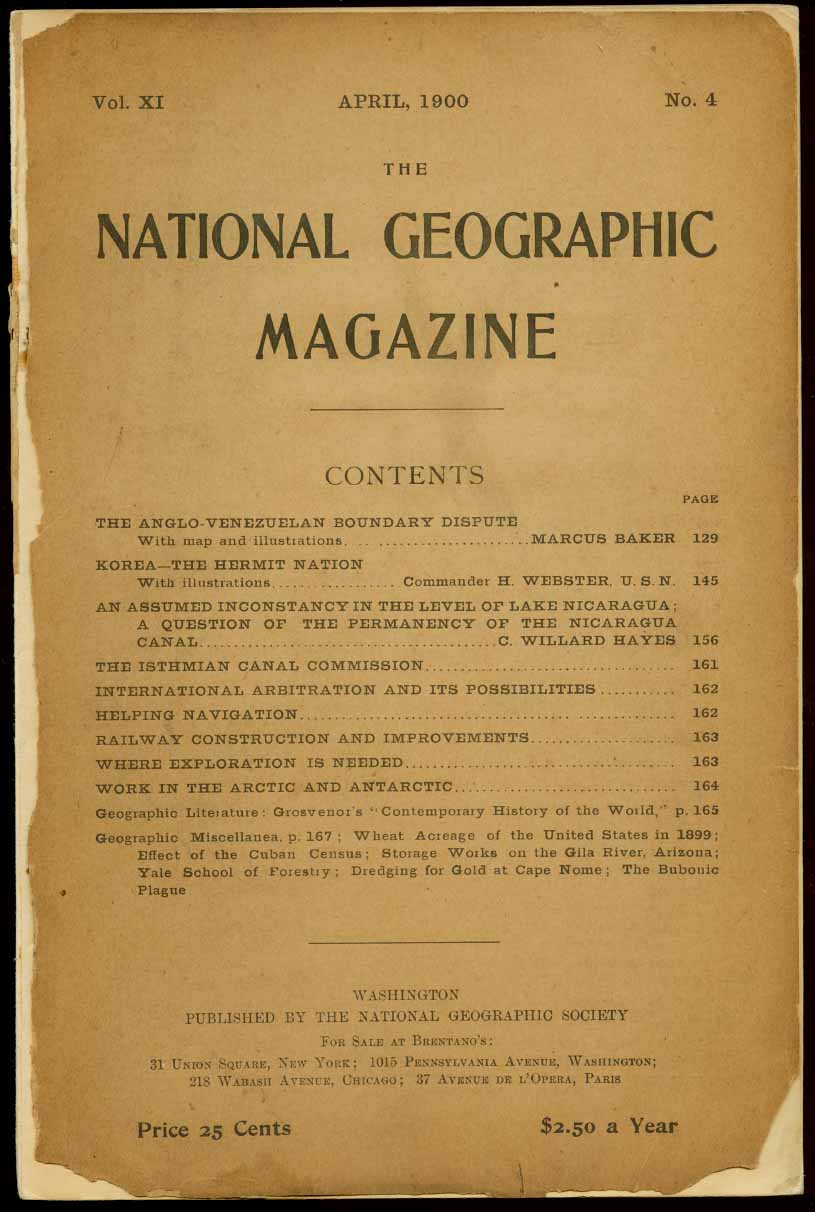 Vol. XI APRIL, 1900 No. 4
THE
NATIONAL GEOGRAPHIC
MAGAZINE
CONTENTS
PAGE
THE ANGLO-VENEZUELAN BOUNDARY DISPUTE
With map and illustrations. .. ......................MARCUS BAKER 129
KOREA—THE HERMIT NATION
With illustrations.................. Commander H. WEBSTER, U. S. N. 145
AN ASSUMED INCONSTANCY IN THE LEVEL OF LAKE NICARAGUA;
A QUESTION OF THE PERMANENCY OF THE NICARAGUA
CANAL..........................................C. WILLARD HAYES 156
THE ISTHMIAN CANAL COMMISSION.................................... 161
INTERNATIONAL ARBITRATION AND ITS POSSIBILITIES ........... 162
HELPING NAVIGATION...................................................... 162
RAILWAY CONSTRUCTION AND IMPROVEMENTS..................... 163
WHERE EXPLORATION IS NEEDED....................................... 163
WORK IN THE ARCTIC AND ANTARCTIC................................ 164
Geographic Literature: Grosvenor's "Contemporary History of the World," p. 165
Geographic Miscellanea, p. 167; Wheat Acreage of the United States in 1899;
Effect of the Cuban Census; Storage Works on the Gila River, Arizona;
Yale School of Forestry; Dredging for Gold at Cape Nome; The Bubonic
Plague
WASHINGTON
PUBLISHED BY THE NATIONAL GEOGRAPHIC SOCIETY
FOR SALE AT BRENTANO'S:
31 UNION SQUARE, NEW YORK; 1015 PENNSYLVANIA AVENUE, WASHINGTON;
218 WABASH AVENUE, CHICAGO; 37 AVENUE DE L'OPERA, PARIS
Price 25 Cents $2.50 a Year